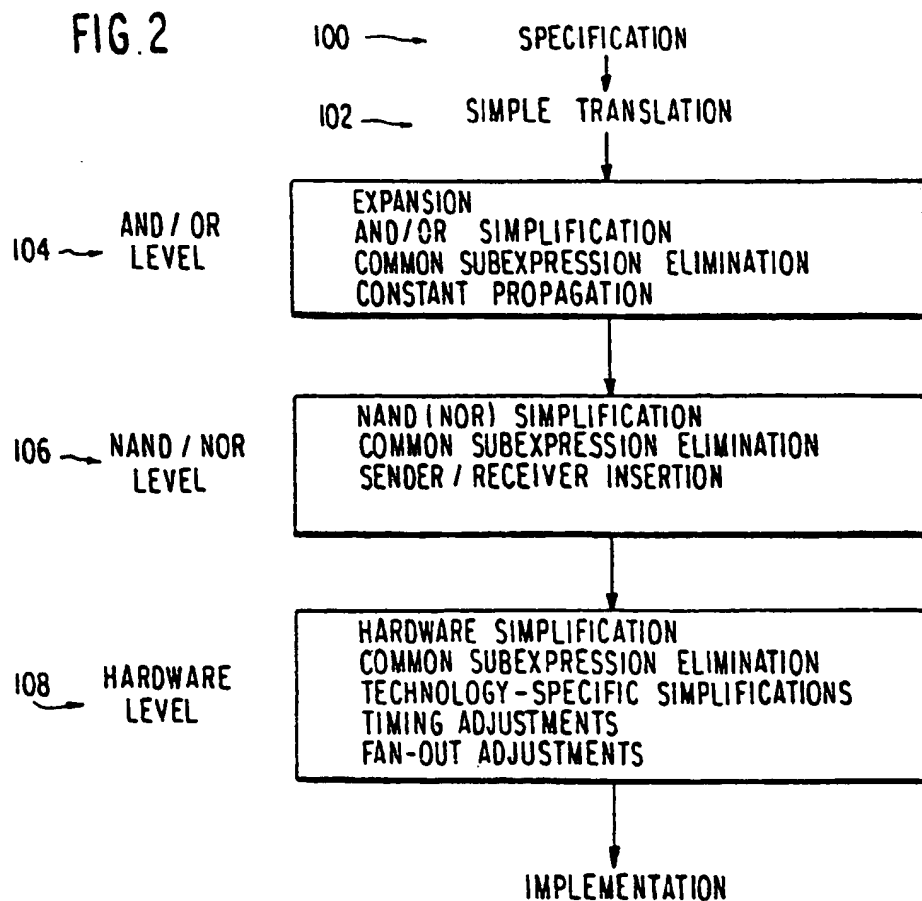 FIG. 2
100 SPECIFICATION
102 SIMPLE TRANSLATION
104 AND / OR LEVEL
EXPANSION
AND/OR SIMPLIFICATION
COMMON SUBEXPRESSION ELIMINATION
CONSTANT PROPAGATION
106 NAND / NOR LEVEL
NAND (NOR) SIMPLIFICATION
COMMON SUBEXPRESSION ELIMINATION
SENDER / RECEIVER INSERTION
108 HARDWARE LEVEL
HARDWARE SIMPLIFICATION
COMMON SUBEXPRESSION ELIMINATION
TECHNOLOGY-SPECIFIC SIMPLIFICATIONS
TIMING ADJUSTMENTS
FAN-OUT ADJUSTMENTS
IMPLEMENTATION